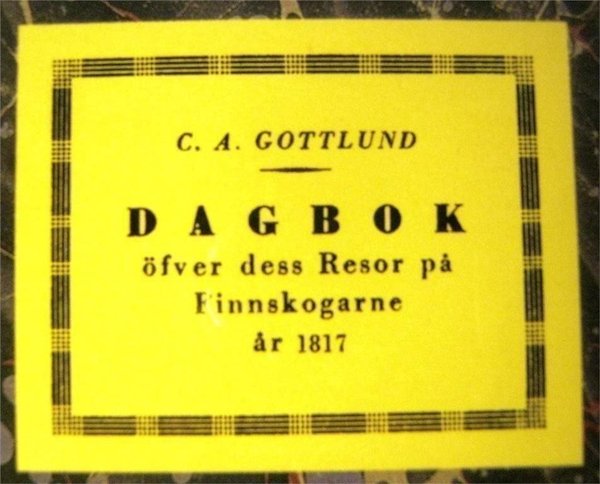 C. A. GOTTLUND
DAGBOK
öfver dess Resor på
Finnskogarne
år 1817